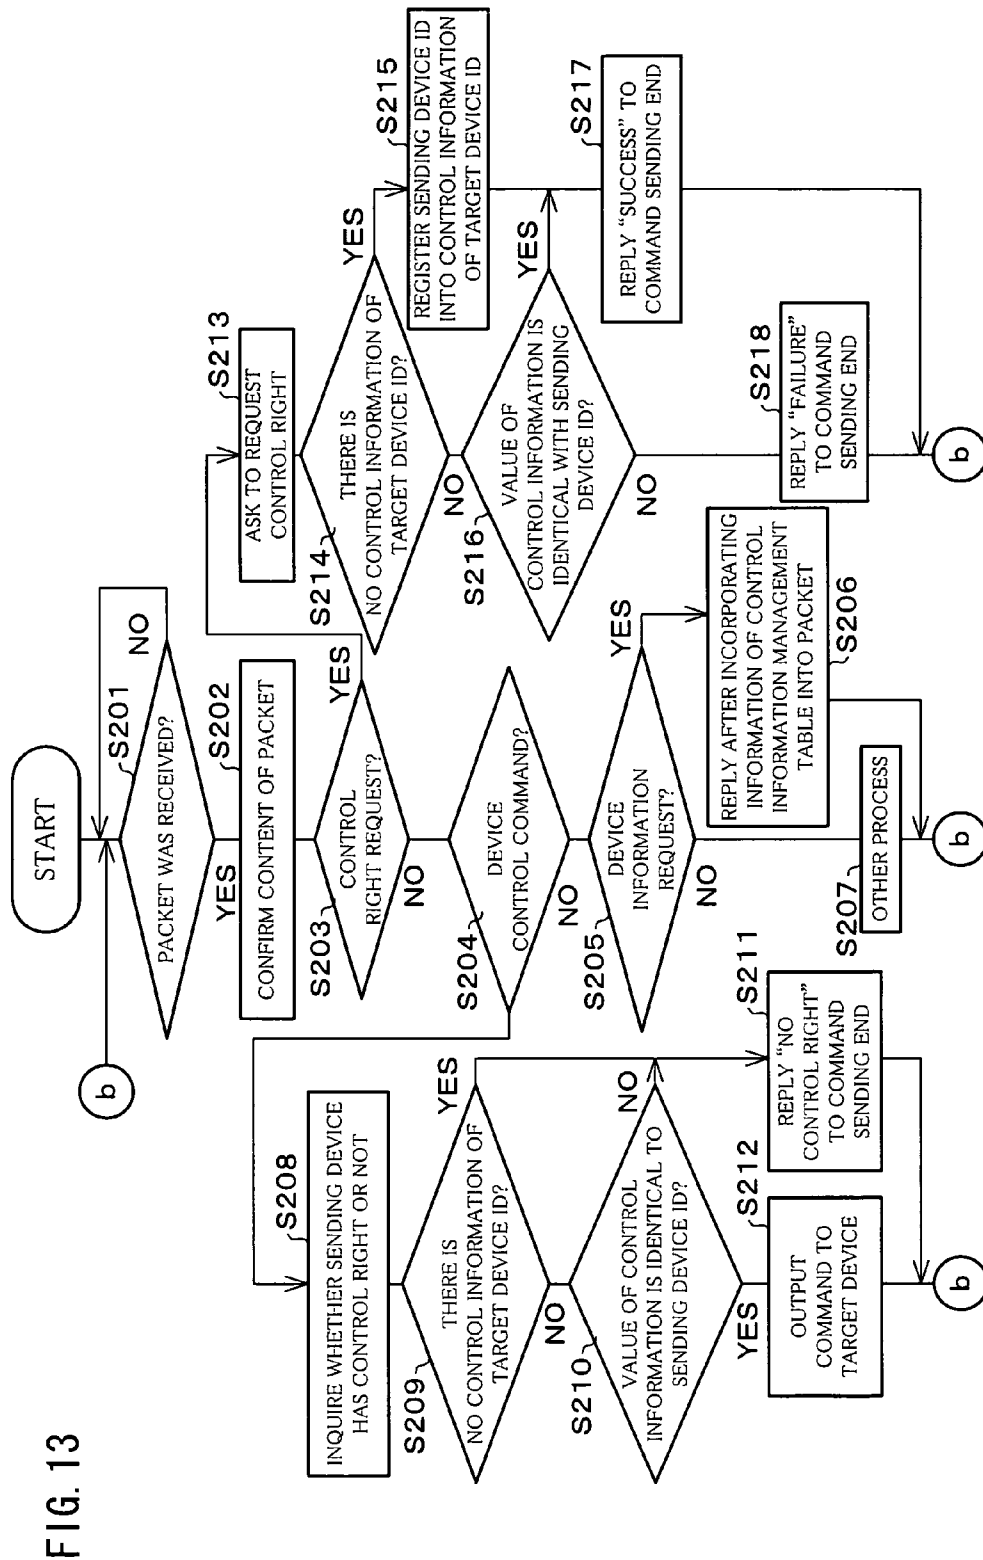 FIG. 13
START
b
S201
PACKET WAS RECEIVED?
NO
YES
S202
CONFIRM CONTENT OF PACKET
S203
CONTROL
RIGHT REQUEST?
YES
NO
S204
DEVICE
CONTROL COMMAND?
NO
S205
DEVICE
INFORMATION
REQUEST?
YES
NO
REPLY AFTER INCORPORATING
INFORMATION OF CONTROL
INFORMATION MANAGEMENT
TABLE INTO PACKET
S206
S207
OTHER PROCESS
b
S208
INQUIRE WHETHER SENDING DEVICE
HAS CONTROL RIGHT OR NOT
S209
THERE IS
NO CONTROL INFORMATION OF
TARGET DEVICE ID?
YES
NO
S210
VALUE OF CONTROL
INFORMATION IS IDENTICAL TO
SENDING DEVICE ID?
NO
YES
S211
REPLY “NO
CONTROL RIGHT”
TO COMMAND
SENDING END
S212
OUTPUT
COMMAND TO
TARGET DEVICE
b
S213
ASK TO REQUEST
CONTROL RIGHT
S214
THERE IS
NO CONTROL INFORMATION OF
TARGET DEVICE ID?
YES
NO
S215
REGISTER SENDING DEVICE ID
INTO CONTROL INFORMATION
OF TARGET DEVICE ID
S216
VALUE OF
CONTROL INFORMATION IS
IDENTICAL WITH SENDING
DEVICE ID?
YES
NO
S217
REPLY “SUCCESS” TO
COMMAND SENDING END
S218
REPLY “FAILURE”
TO COMMAND
SENDING END
b